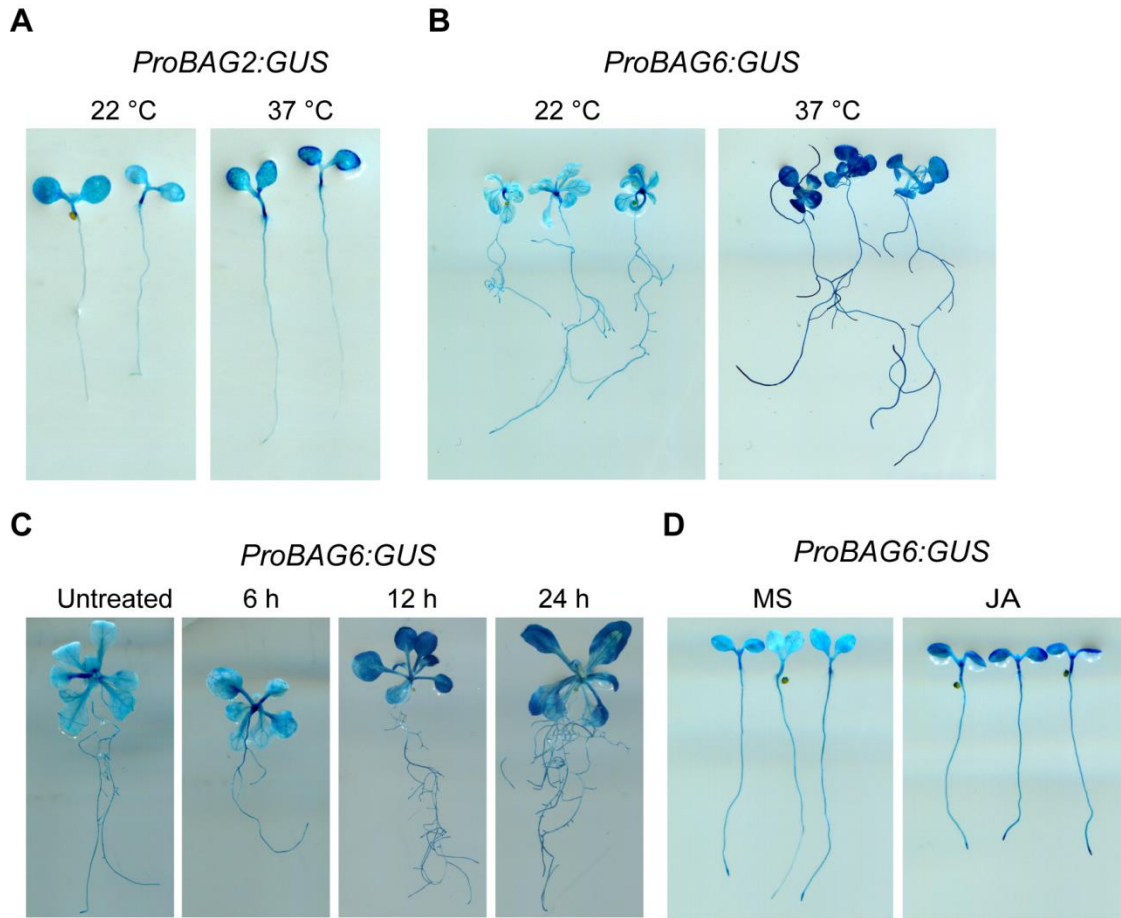 A
ProBAG2:GUS
22 °C 37 °C
B
ProBAG6:GUS
22 °C 37 °C
C
ProBAG6:GUS
Untreated 6 h 12 h 24 h
D
ProBAG6:GUS
MS JA